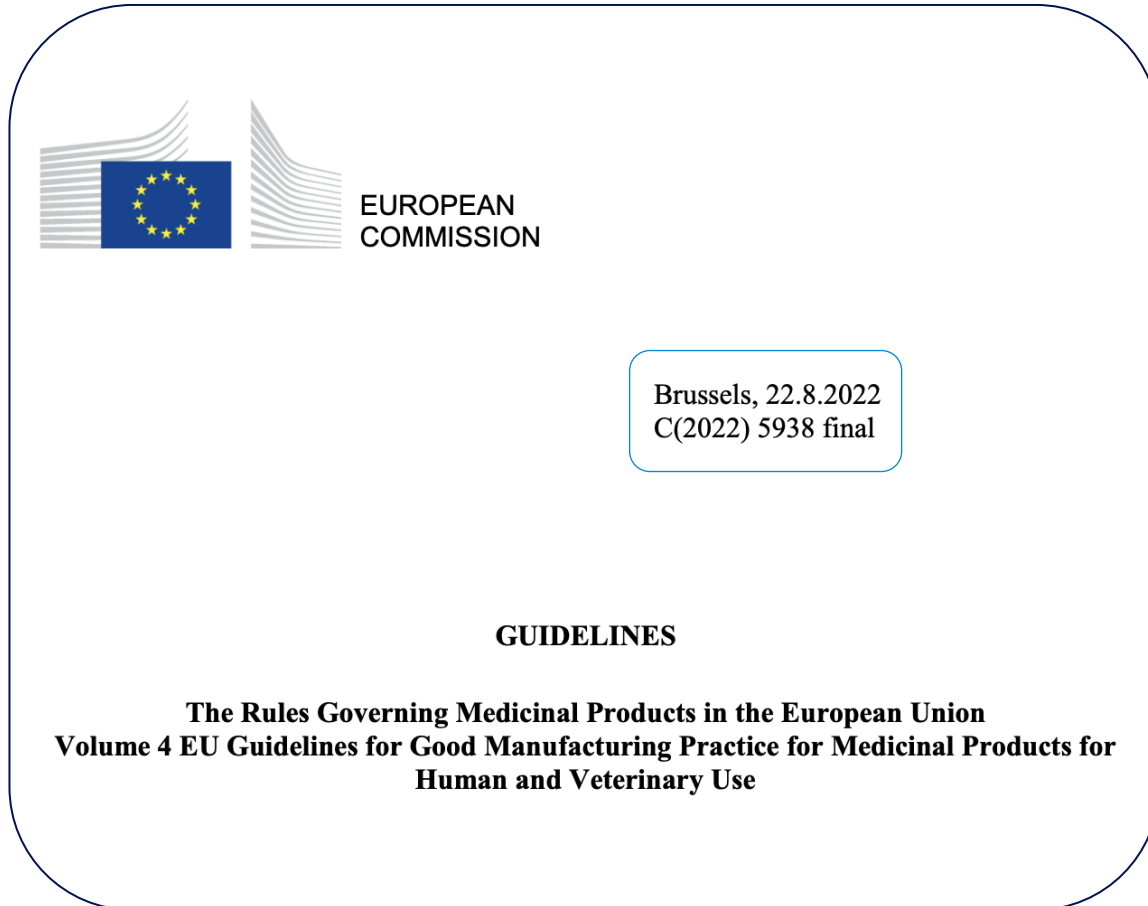 EUROPEAN
COMMISSION
Brussels, 22.8.2022
C(2022) 5938 final
GUIDELINES
The Rules Governing Medicinal Products in the European Union
Volume 4 EU Guidelines for Good Manufacturing Practice for Medicinal Products for
Human and Veterinary Use